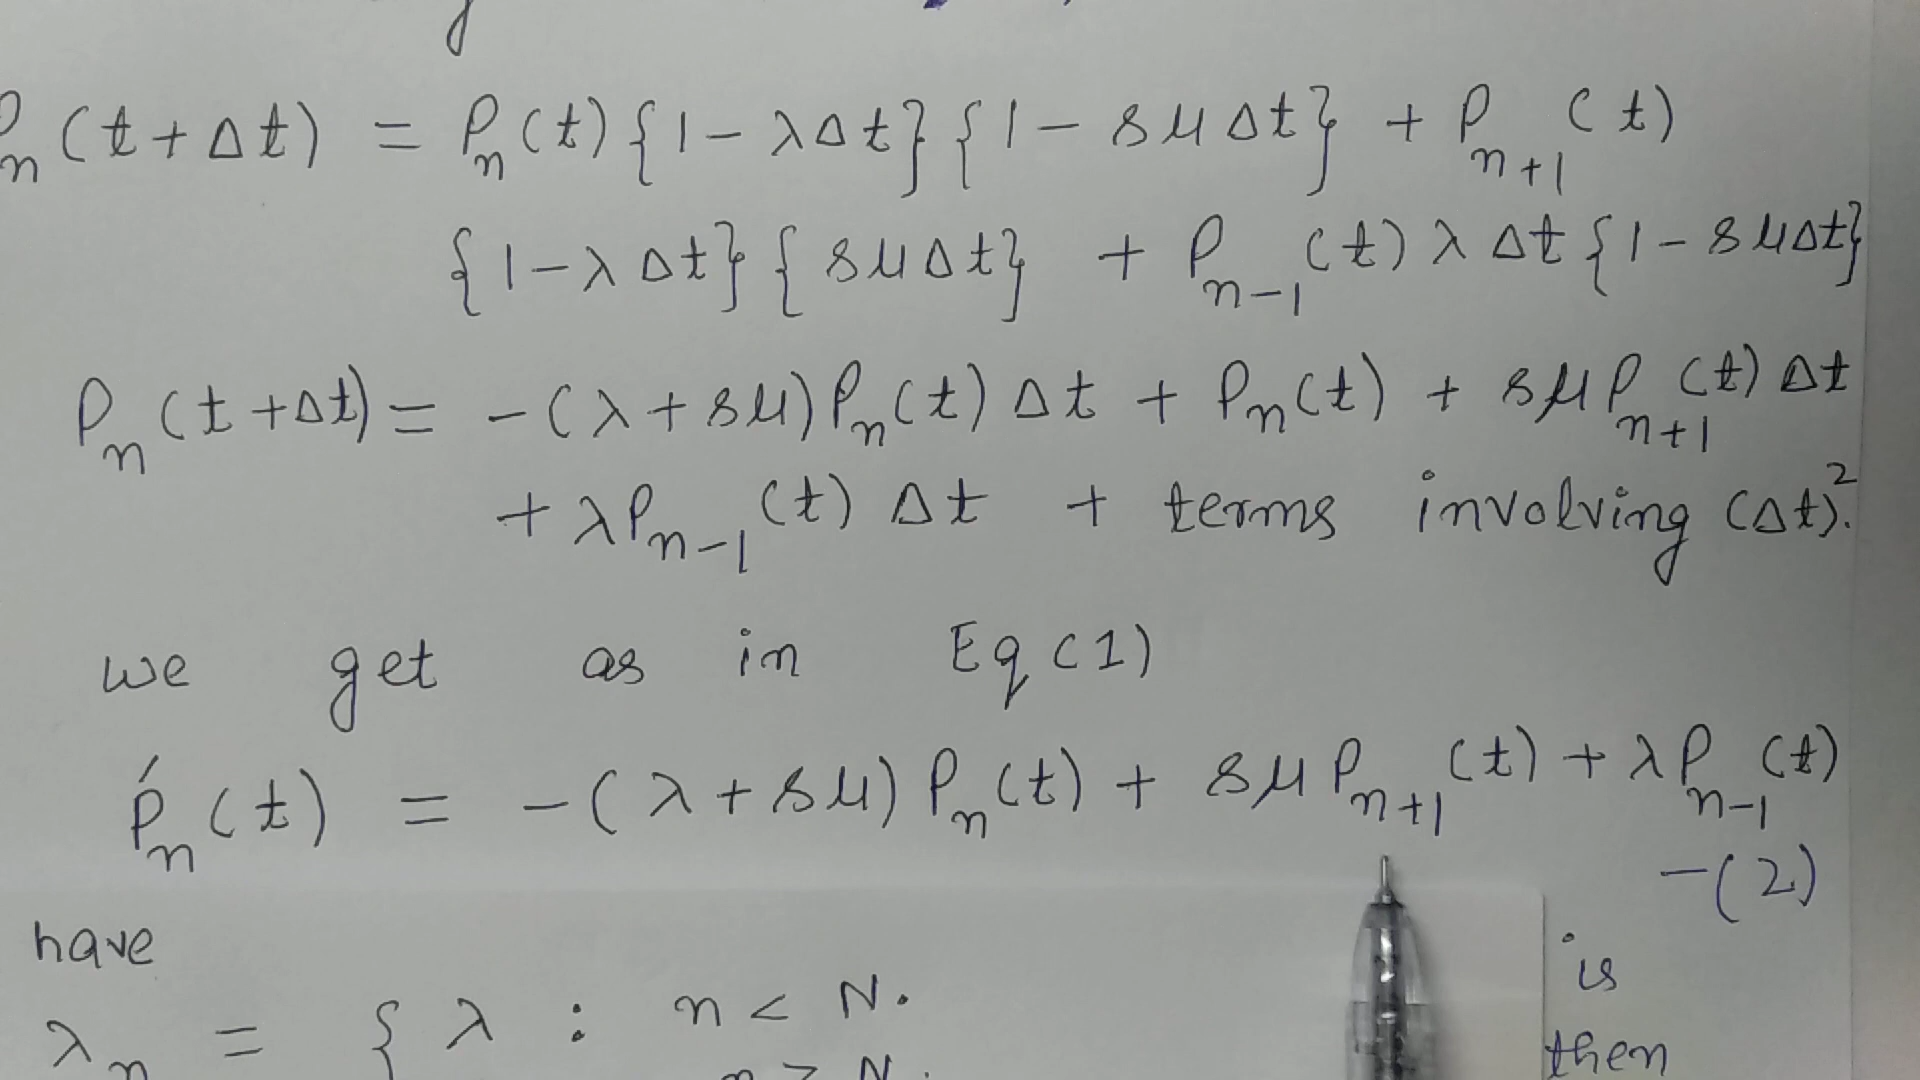 Pn(t+Δt) = Pn(t){1-λΔt}{1-sμΔt} + Pn+1(t)
{1-λΔt}{sμΔt} + Pn-1(t)λΔt{1-sμΔt}
Pn(t+Δt) = -(λ+sμ)Pn(t)Δt + Pn(t) + sμPn+1(t)Δt
+λPn-1(t)Δt + terms involving (Δt)².
we get as in Eq (1)
P'n(t) = -(λ+sμ)Pn(t) + sμPn+1(t) + λPn-1(t)
-(2)
have
is
λn = { λ : n < N.
then